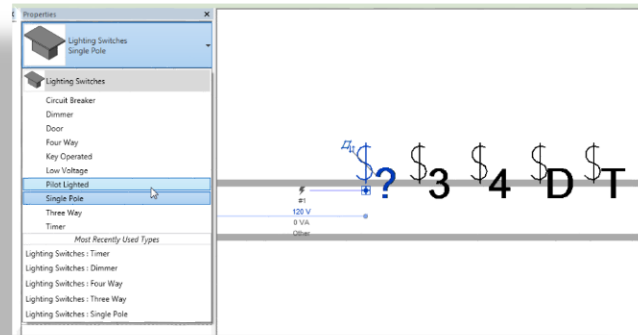 Properties
Lighting Switches
Single Pole
Lighting Switches
Circuit Breaker
Dimmer
Door
Four Way
Key Operated
Low Voltage
Pilot Lighted
Single Pole
Three Way
Timer
Most Recently Used Types
Lighting Switches : Timer
Lighting Switches : Dimmer
Lighting Switches : Four Way
Lighting Switches : Three Way
Lighting Switches : Single Pole
$? $3 $4 $D $T
#1
120 V
0 VA
Other